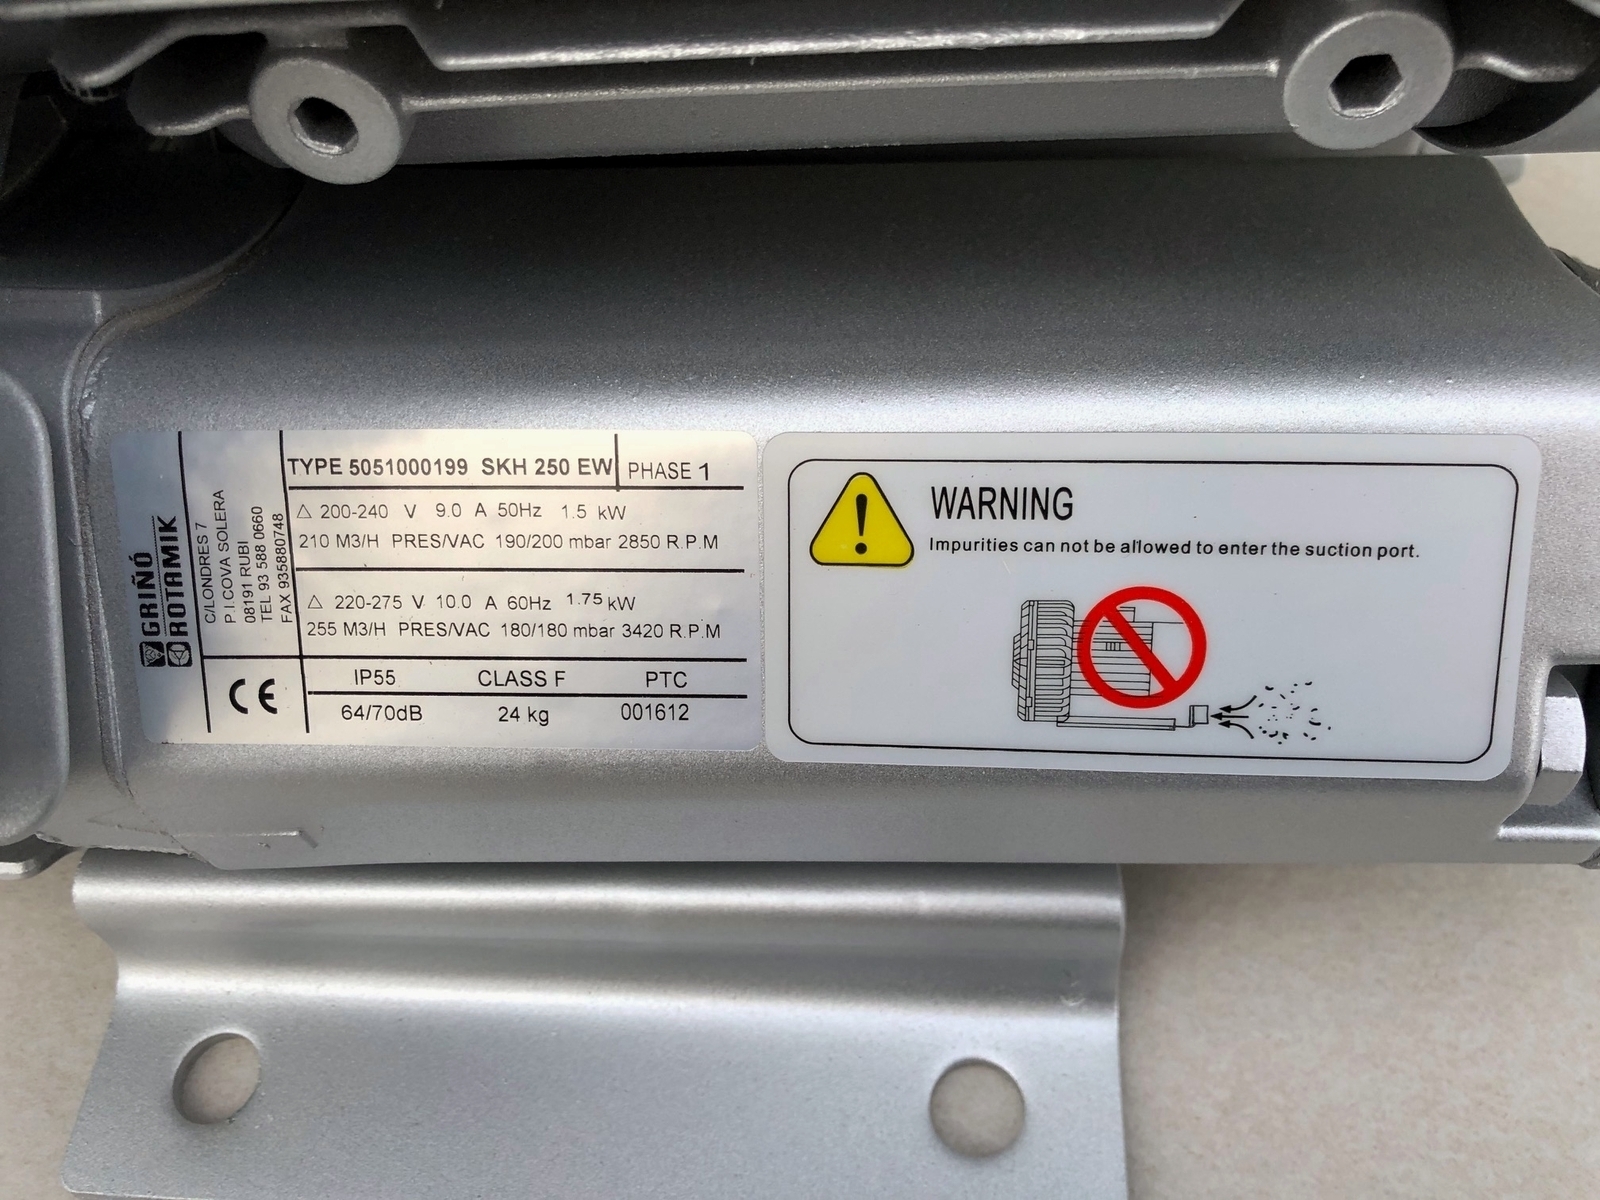 GRIÑÓ
ROTAMIK
C/LONDRES 7
P.I.COVA SOLERA
08191 RUBI
TEL 93 588 0660
FAX 935880748
TYPE 5051000199 SKH 250 EW
PHASE 1
△ 200-240 V 9.0 A 50Hz 1.5 kW
210 M3/H PRES/VAC 190/200 mbar 2850 R.P.M
△ 220-275 V 10.0 A 60Hz 1.75 kW
255 M3/H PRES/VAC 180/180 mbar 3420 R.P.M
CE
IP55 CLASS F PTC
64/70dB 24 kg 001612
WARNING
Impurities can not be allowed to enter the suction port.